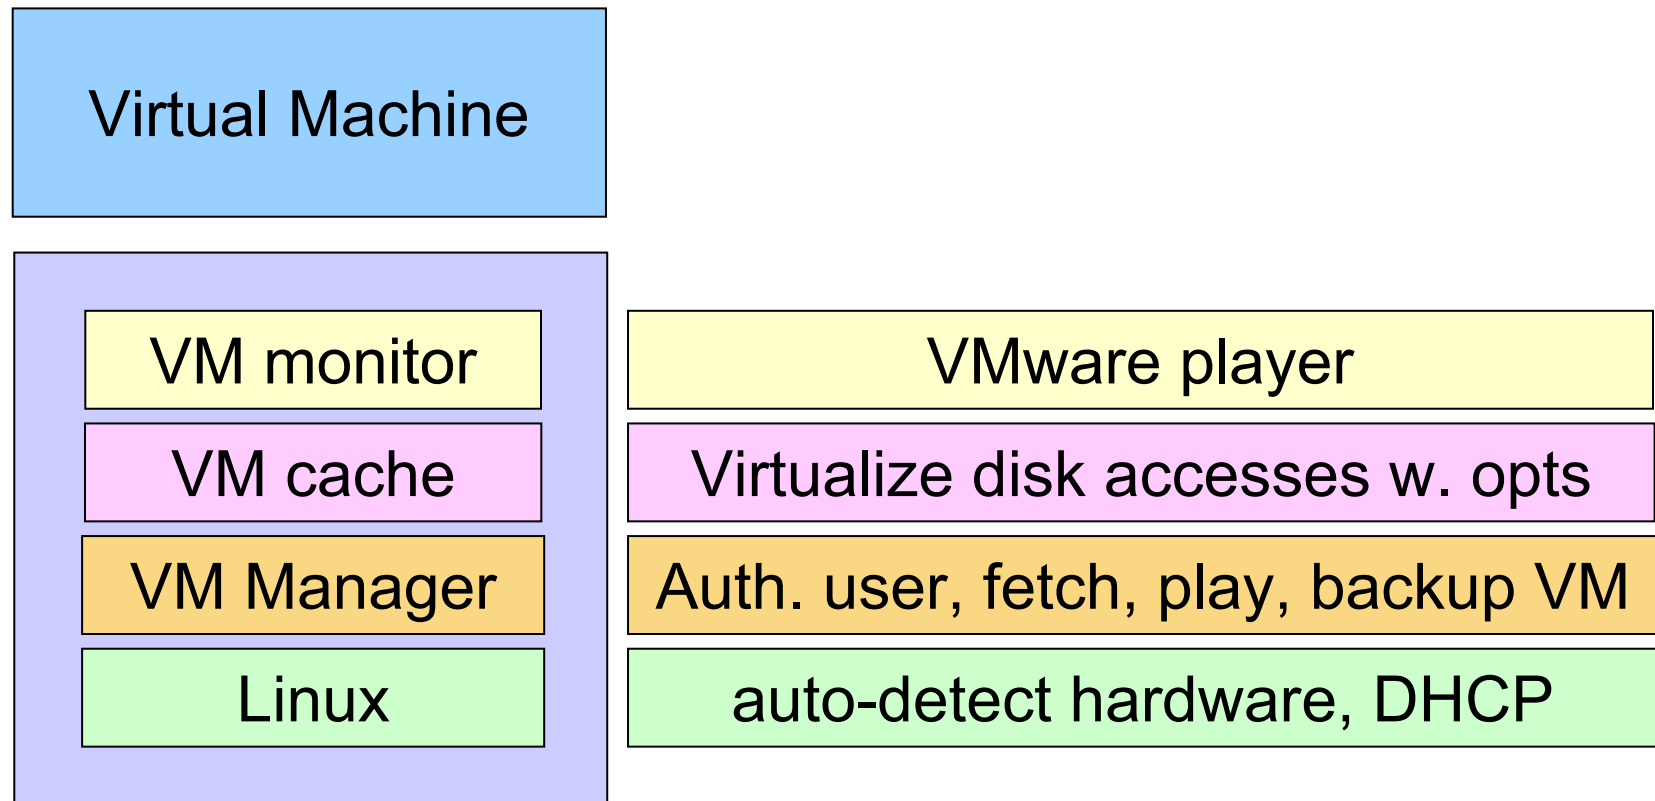 Virtual Machine
VM monitor
VMware player
VM cache
Virtualize disk accesses w. opts
VM Manager
Auth. user, fetch, play, backup VM
Linux
auto-detect hardware, DHCP